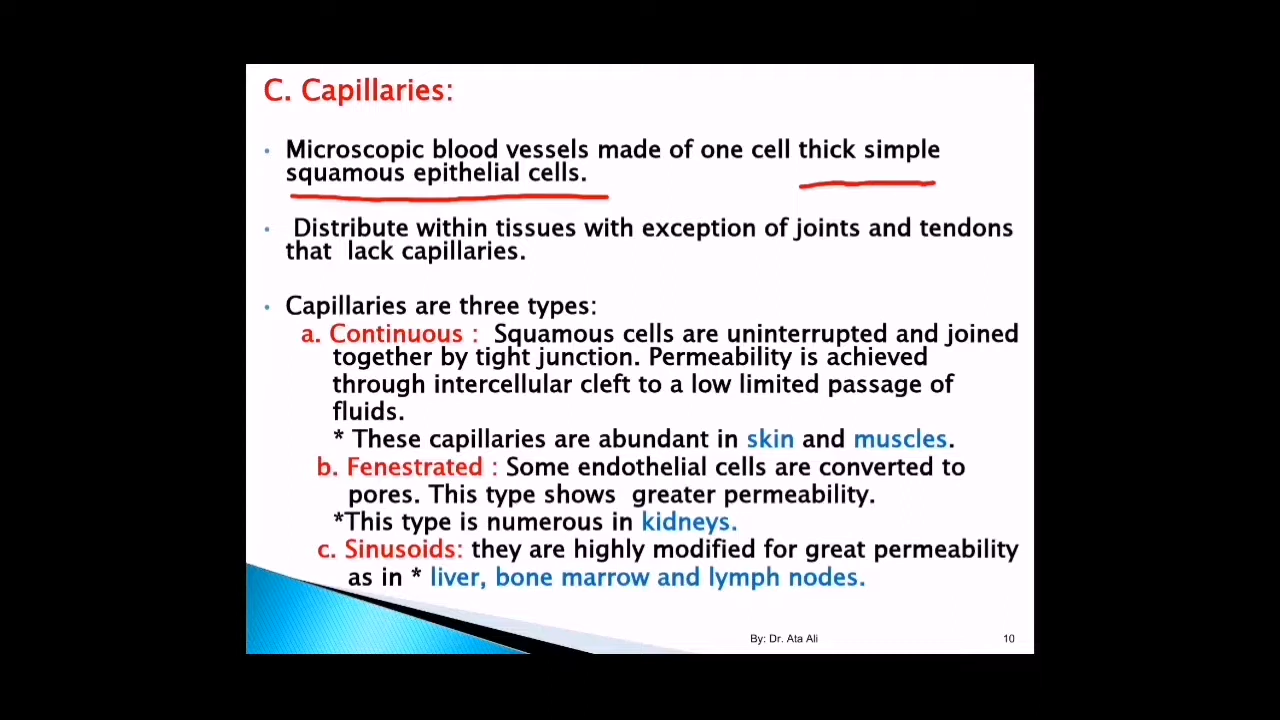 C. Capillaries:
• Microscopic blood vessels made of one cell thick simple
squamous epithelial cells.
• Distribute within tissues with exception of joints and tendons
that lack capillaries.
• Capillaries are three types:
a. Continuous : Squamous cells are uninterrupted and joined
together by tight junction. Permeability is achieved
through intercellular cleft to a low limited passage of
fluids.
* These capillaries are abundant in skin and muscles.
b. Fenestrated : Some endothelial cells are converted to
pores. This type shows greater permeability.
*This type is numerous in kidneys.
c. Sinusoids: they are highly modified for great permeability
as in * liver, bone marrow and lymph nodes.
By: Dr. Ata Ali
10